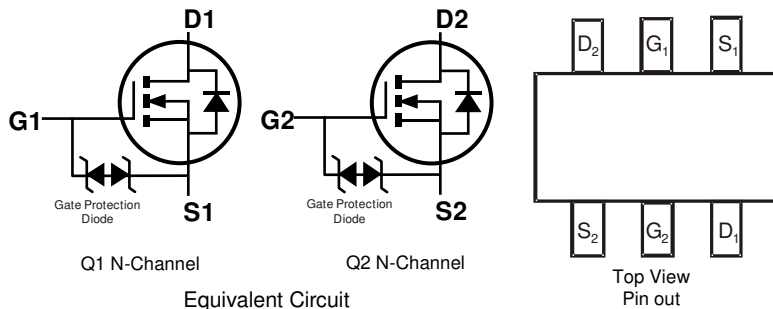 D1
D2
G1
G2
S1
S2
Gate Protection
Diode
Gate Protection
Diode
Q1 N-Channel
Q2 N-Channel
Equivalent Circuit
D2
G1
S1
S2
G2
D1
Top View
Pin out